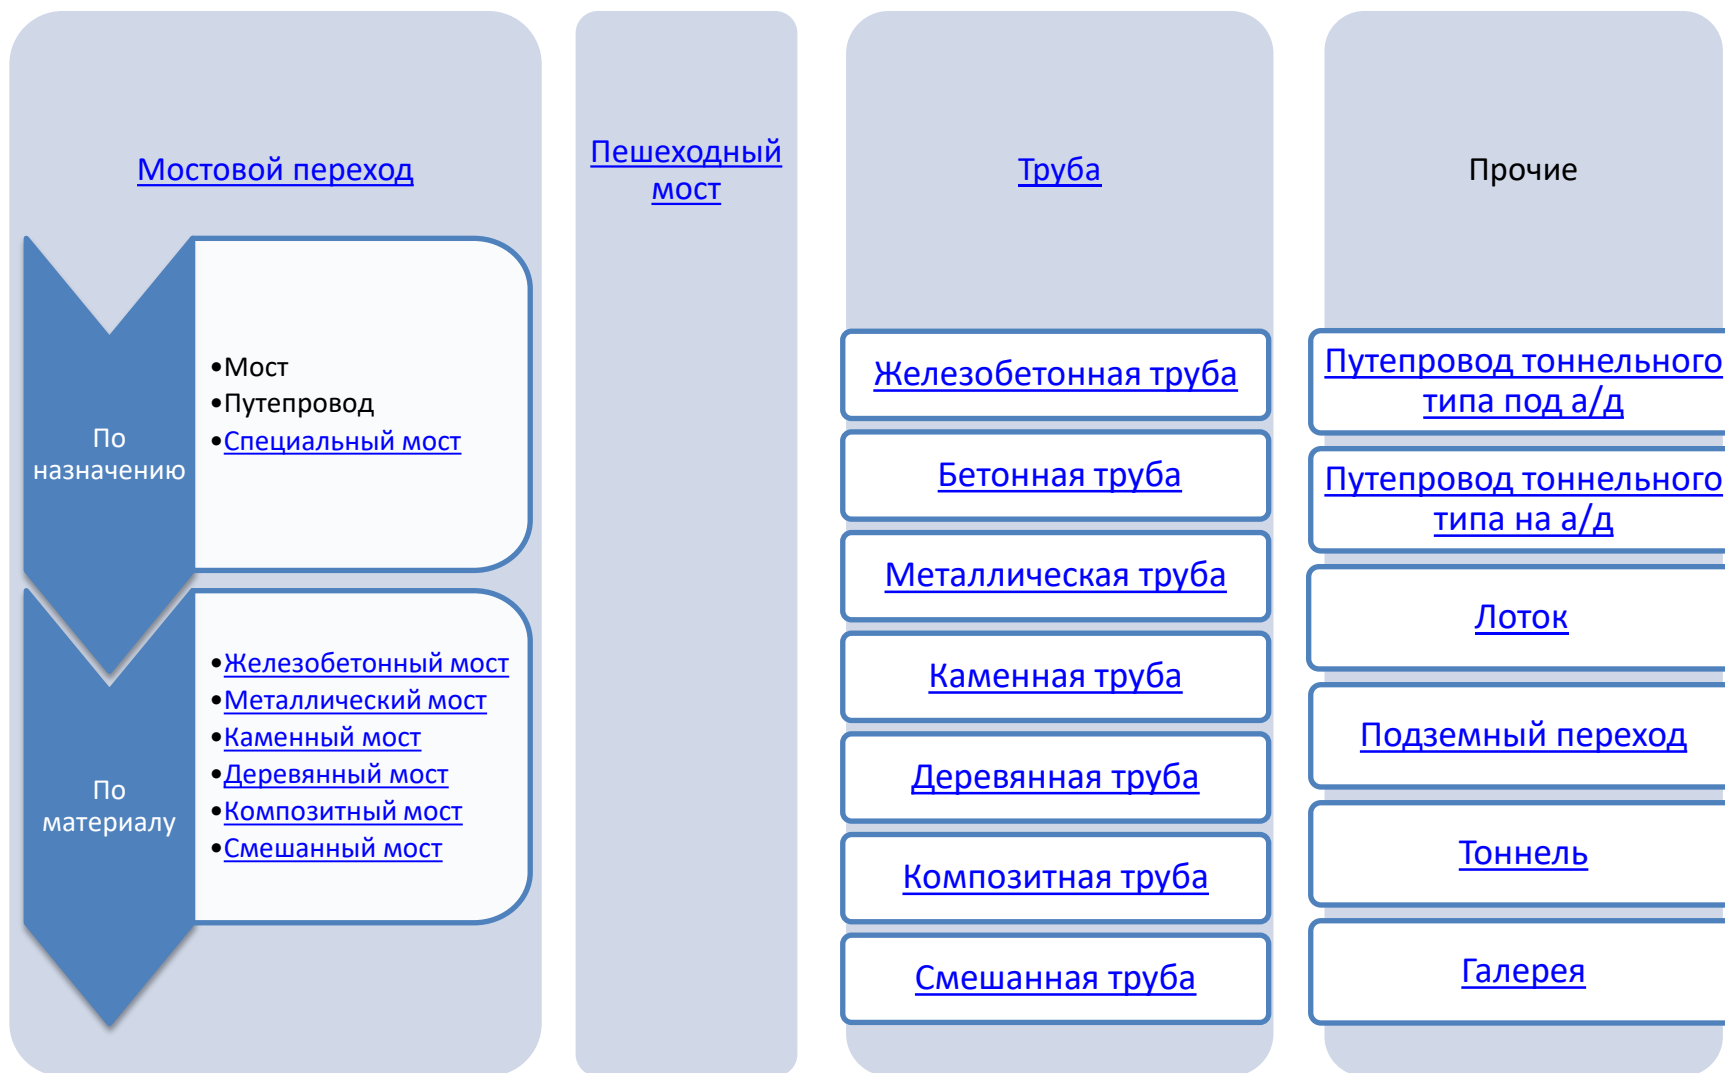 Мостовой переход
По
назначению
•Мост
•Путепровод
•Специальный мост
По
материалу
•Железобетонный мост
•Металлический мост
•Каменный мост
•Деревянный мост
•Композитный мост
•Смешанный мост
Пешеходный
мост
Труба
Железобетонная труба
Бетонная труба
Металлическая труба
Каменная труба
Деревянная труба
Композитная труба
Смешанная труба
Прочие
Путепровод тоннельного
типа под а/д
Путепровод тоннельного
типа на а/д
Лоток
Подземный переход
Тоннель
Галерея